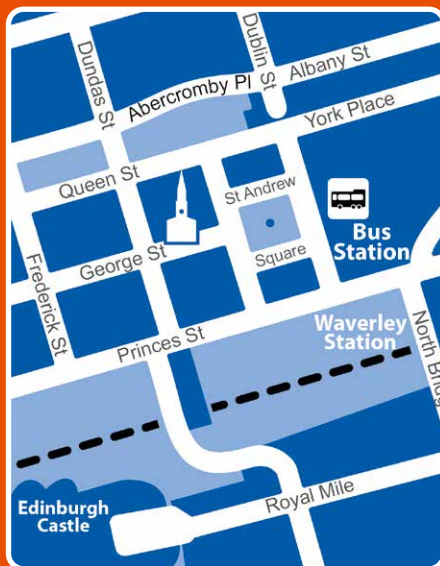 Dundas St
Dublin St
Albany St
Abercromby Pl
York Place
Queen St
St Andrew
Square
Bus
Station
George St
Frederick St
Princes St
Waverley
Station
Edinburgh
Castle
Royal Mile